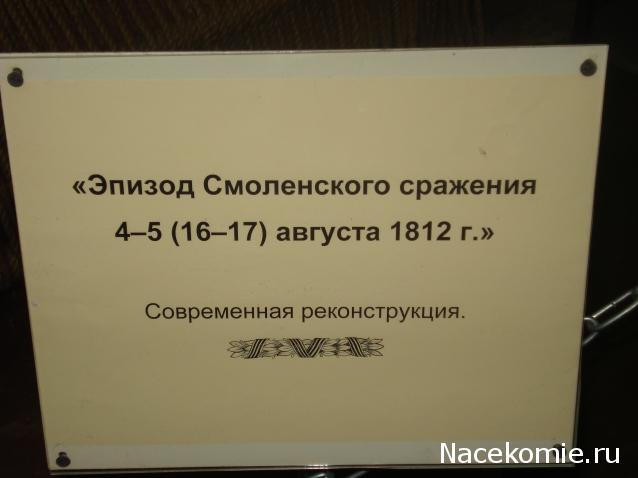 «Эпизод Смоленского сражения
4–5 (16–17) августа 1812 г.»
Современная реконструкция.
Nacekomie.ru